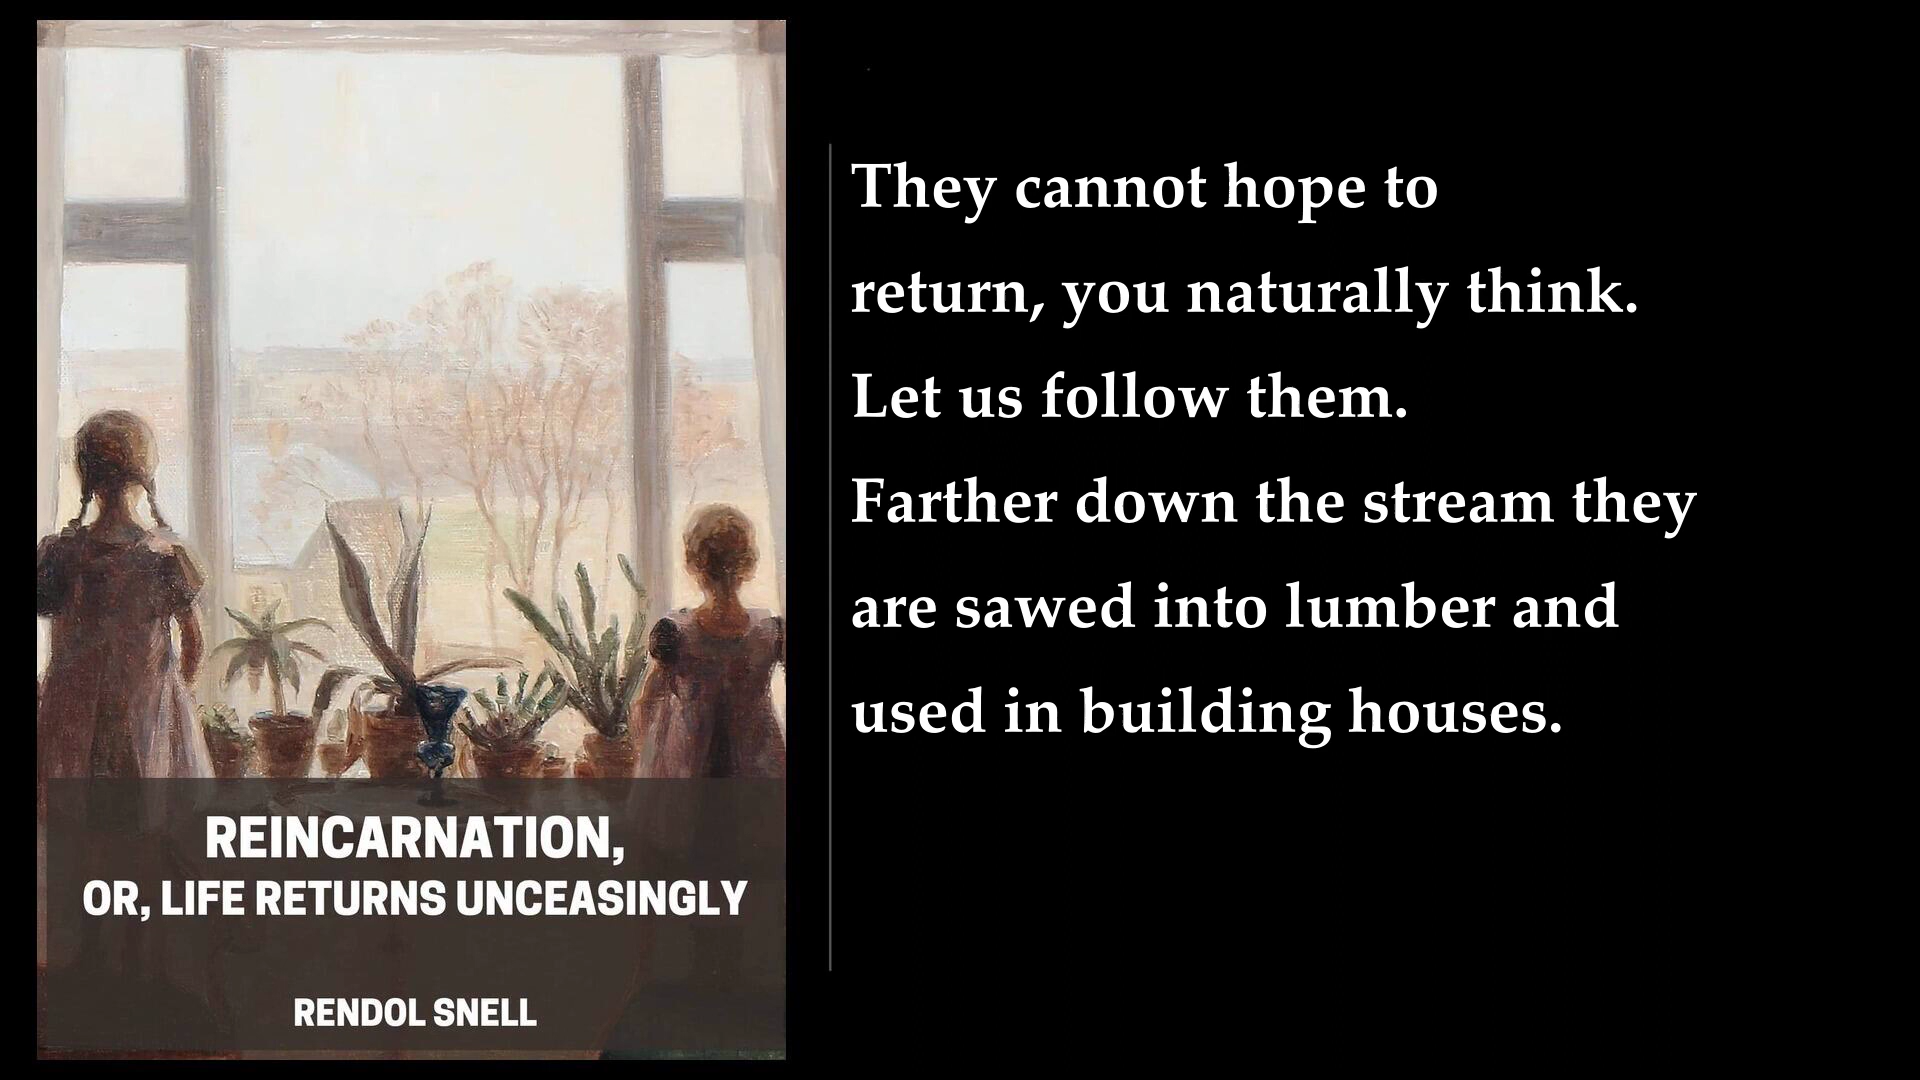 They cannot hope to
return, you naturally think.
Let us follow them.
Farther down the stream they
are sawed into lumber and
used in building houses.
REINCARNATION,
OR, LIFE RETURNS UNCEASINGLY
RENDOL SNELL